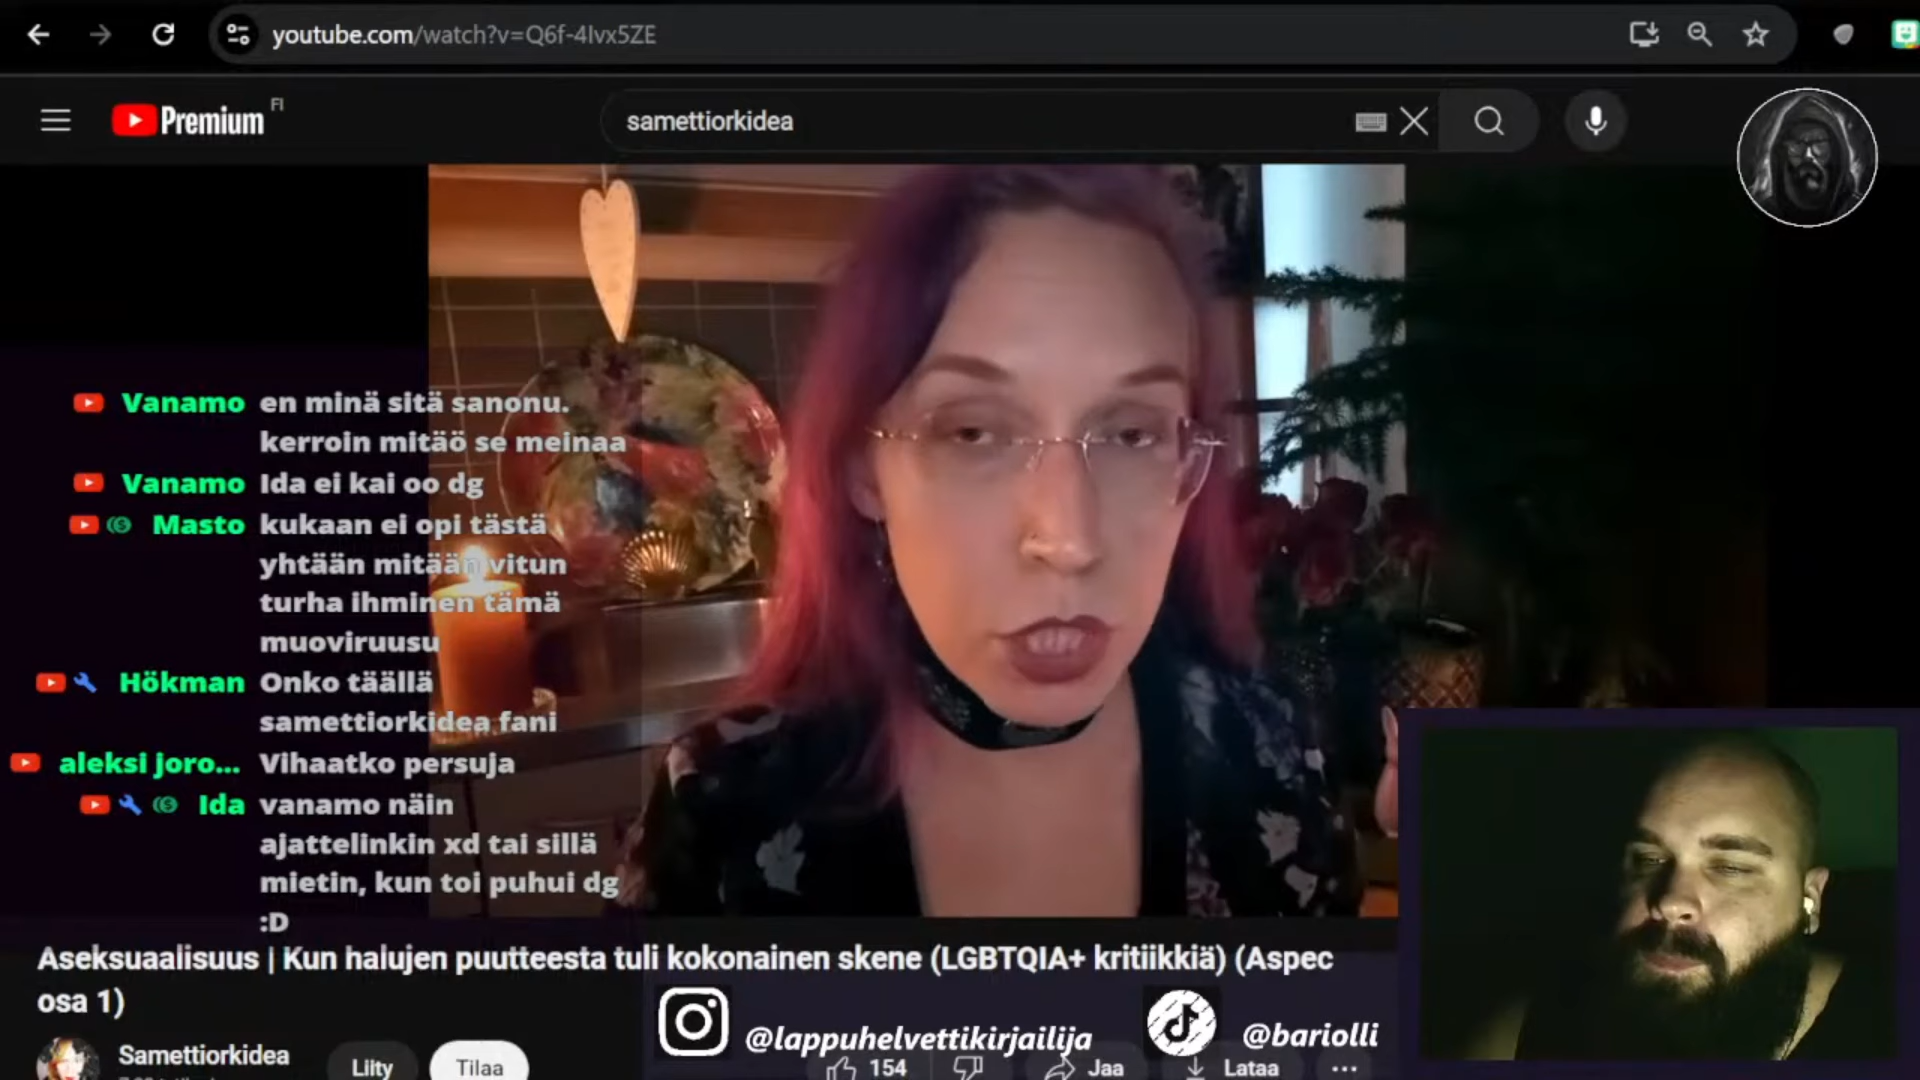 youtube.com/watch?v=Q6f-4lvx5ZE
Premium FI
samettiorkidea
Vanamo en minä sitä sanonu.
kerroin mitäö se meinaa
Vanamo Ida ei kai oo dg
Masto kukaan ei opi tästä
yhtään mitään vitun
turha ihminen tämä
muoviruusu
Hökman Onko täällä
samettiorkidea fani
aleksi joro... Vihaatko persuja
Ida vanamo näin
ajattelinkin xd tai sillä
mietin, kun toi puhui dg
:D
Aseksuaalisuus | Kun halujen puutteesta tuli kokonainen skene (LGBTQIA+ kritiikkiä) (Aspec
osa 1)
@lappuhelvettikirjailija
@bariolli
Samettiorkidea
Liity
Tilaa
154
Jaa
Lataa